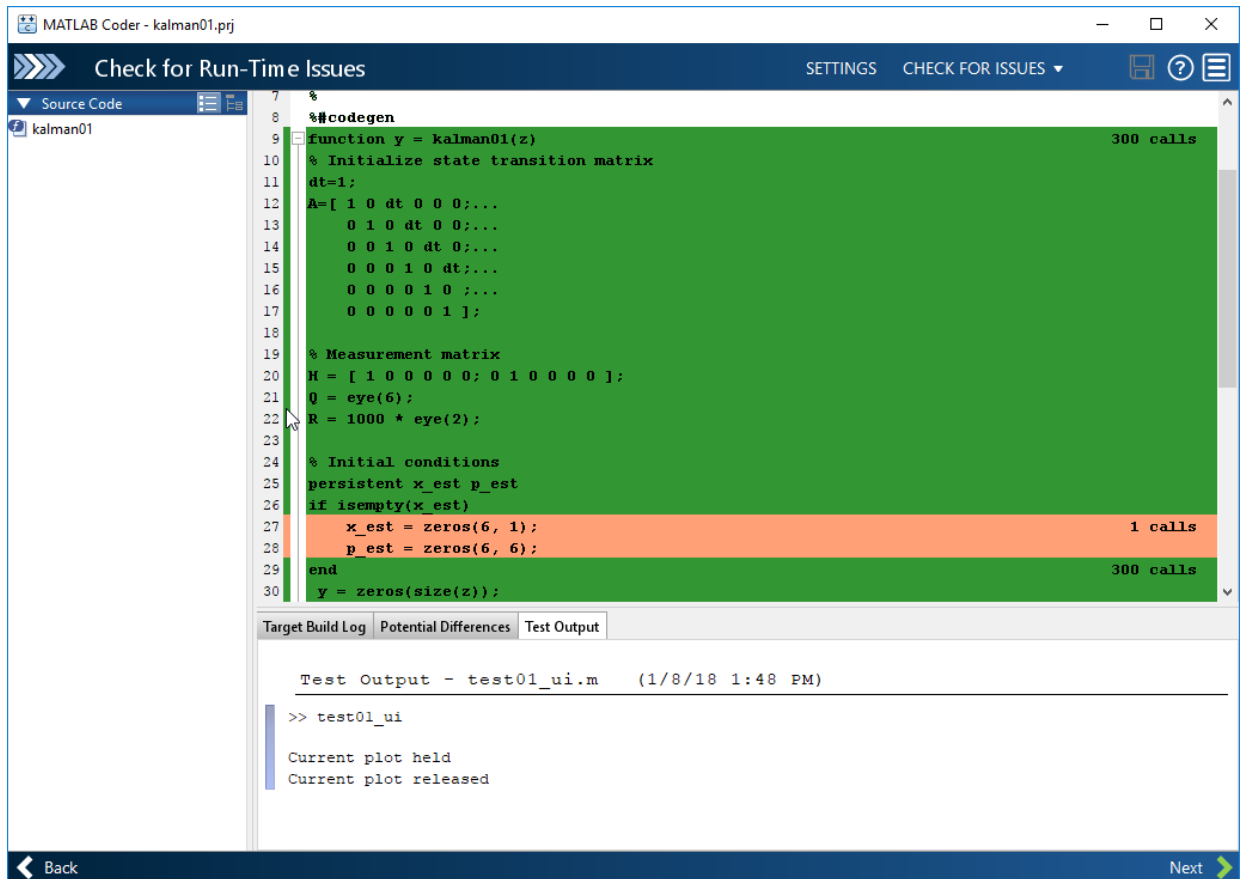 MATLAB Coder - kalman01.prj
Check for Run-Time Issues
SETTINGS
CHECK FOR ISSUES
Source Code
kalman01
7 %
8 %#codegen
9 function y = kalman01(z) 300 calls
10 % Initialize state transition matrix
11 dt=1;
12 A=[ 1 0 dt 0 0 0;...
13 0 1 0 dt 0 0;...
14 0 0 1 0 dt 0;...
15 0 0 0 1 0 dt;...
16 0 0 0 0 1 0 ;...
17 0 0 0 0 0 1 ];
18
19 % Measurement matrix
20 H = [ 1 0 0 0 0 0; 0 1 0 0 0 0 ];
21 Q = eye(6);
22 R = 1000 * eye(2);
23
24 % Initial conditions
25 persistent x_est p_est
26 if isempty(x_est)
27 x_est = zeros(6, 1); 1 calls
28 p_est = zeros(6, 6);
29 end 300 calls
30 y = zeros(size(z));
Target Build Log
Potential Differences
Test Output
Test Output - test01_ui.m (1/8/18 1:48 PM)
>> test01_ui
Current plot held
Current plot released
Back
Next